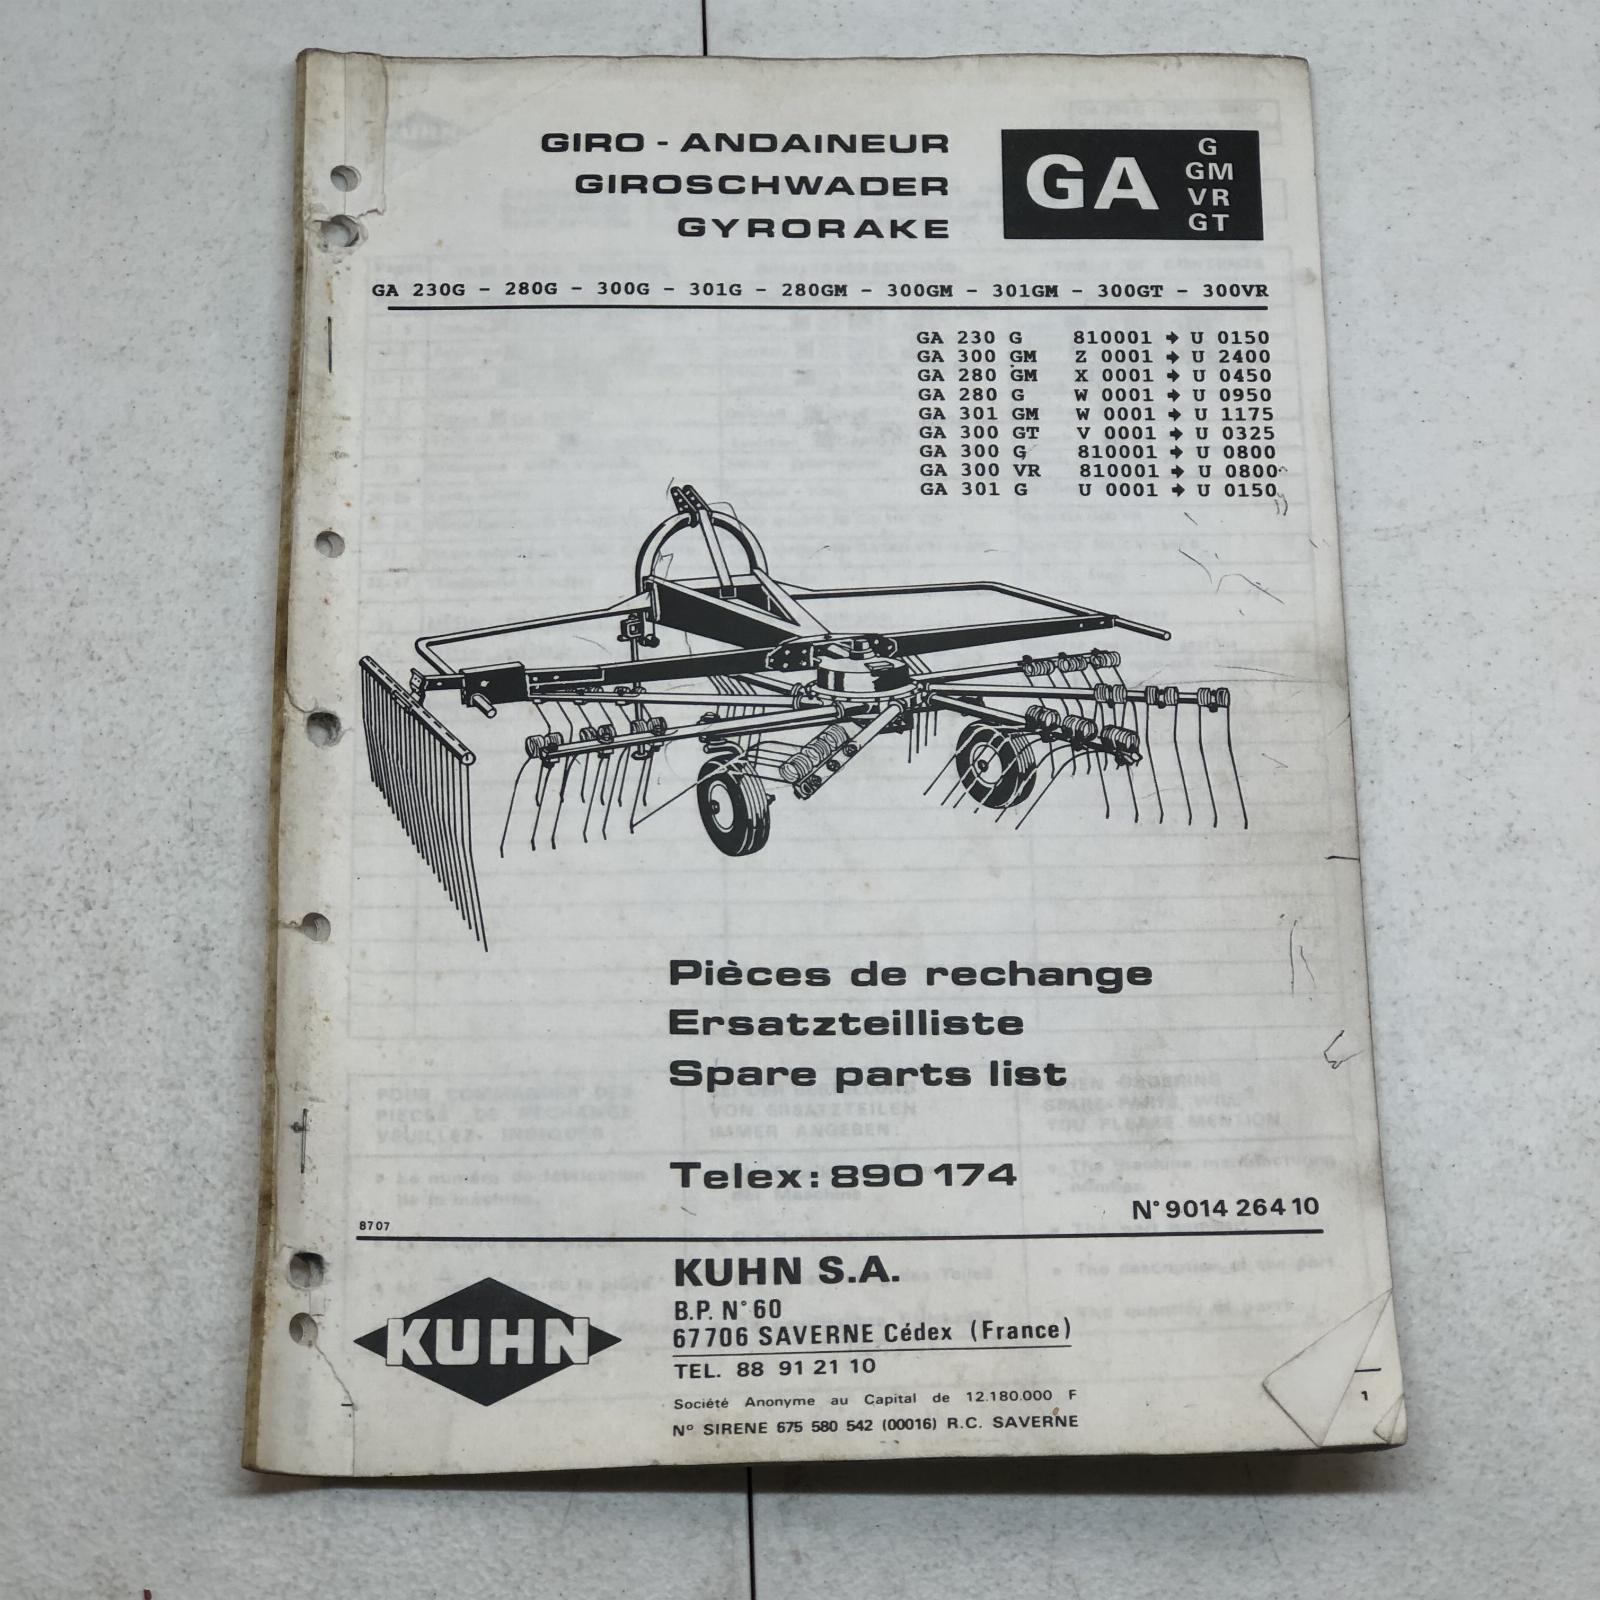 GIRO - ANDAINEUR
GIROSCHWADER
GYRORAKE
GA
G
GM
VR
GT
GA 230G - 280G - 300G - 301G - 280GM - 300GM - 301GM - 300GT - 300VR
GA 230 G 810001 → U 0150
GA 300 GM Z 0001 → U 2400
GA 280 GM X 0001 → U 0450
GA 280 G W 0001 → U 0950
GA 301 GM W 0001 → U 1175
GA 300 GT V 0001 → U 0325
GA 300 G 810001 → U 0800
GA 300 VR 810001 → U 0800
GA 301 G U 0001 → U 0150
Pièces de rechange
Ersatzteilliste
Spare parts list
Telex: 890 174
N° 9014 264 10
8707
KUHN
KUHN S.A.
B.P. N° 60
67706 SAVERNE Cédex (France)
TEL. 88 91 21 10
Société Anonyme au Capital de 12.180.000 F
N° SIRENE 675 580 542 (00016) R.C. SAVERNE
1